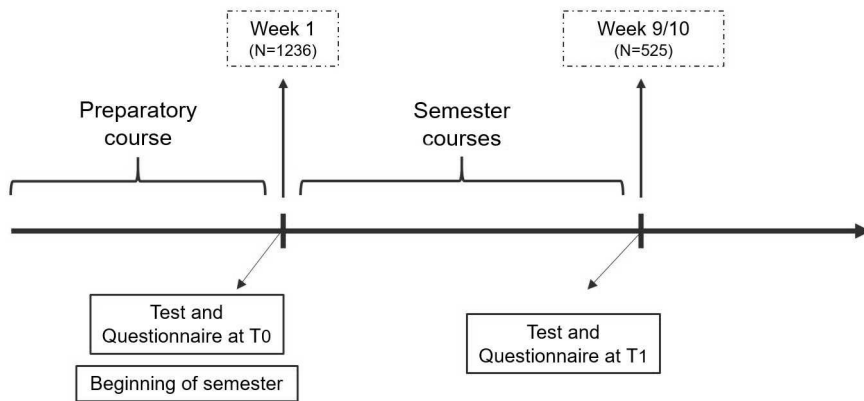 Week 1
(N=1236)
Week 9/10
(N=525)
Preparatory
course
Semester
courses
Test and
Questionnaire at T0
Beginning of semester
Test and
Questionnaire at T1